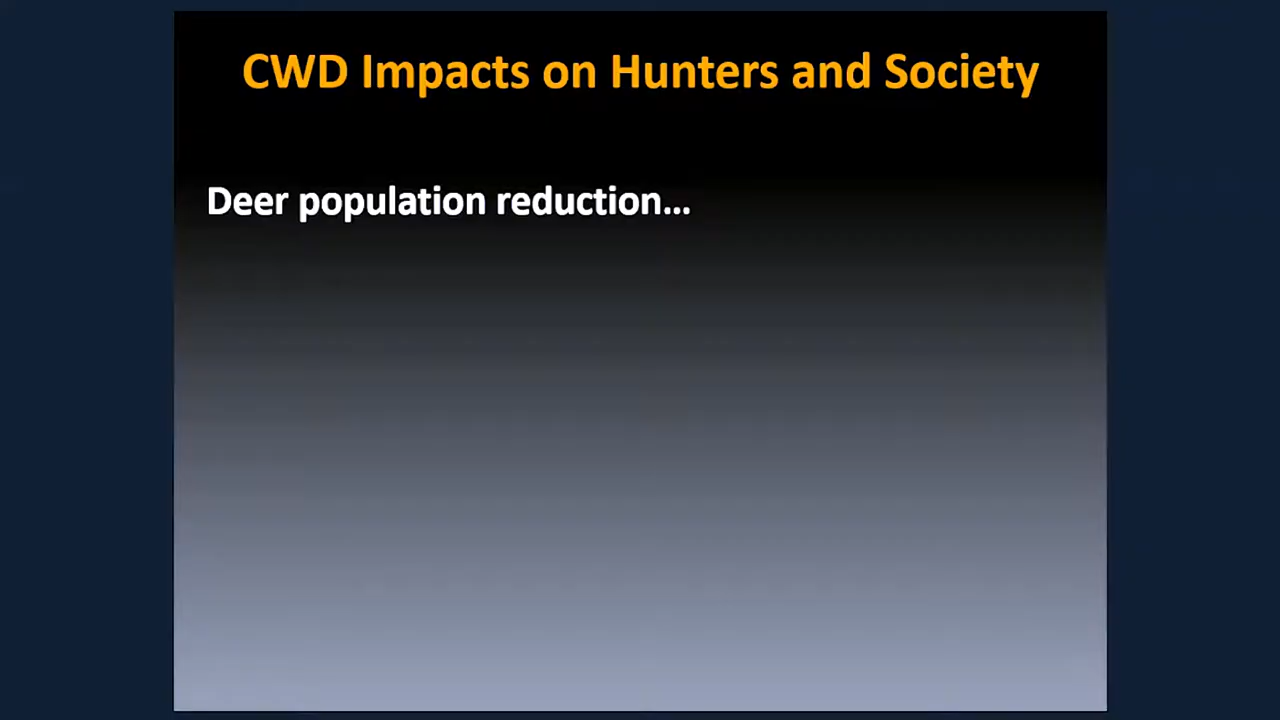 CWD Impacts on Hunters and Society
Deer population reduction…